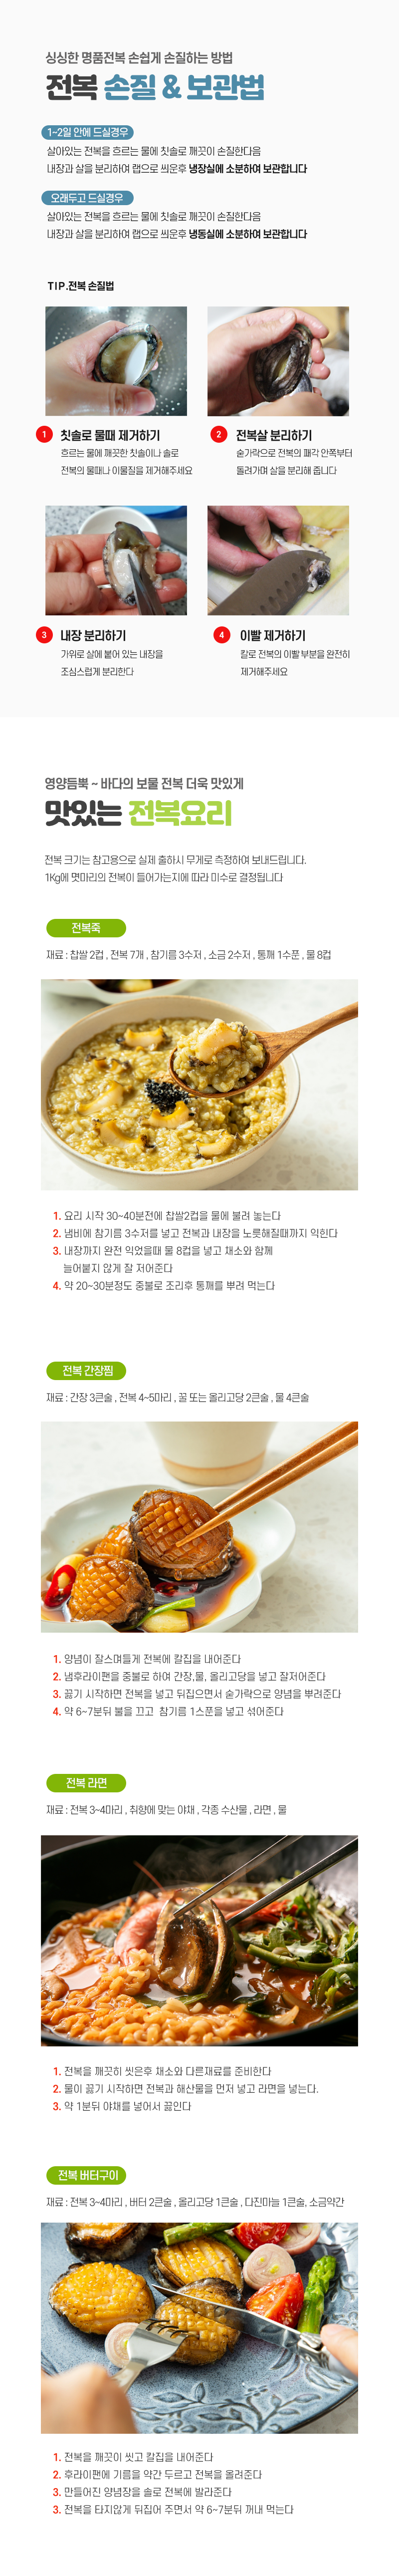 싱싱한 명품전복 손쉽게 손질하는 방법
전복 손질 & 보관법
1~2일 안에 드실경우
살아있는 전복을 흐르는 물에 칫솔로 깨끗이 손질한다음
내장과 살을 분리하여 랩으로 씌운후 냉장실에 소분하여 보관합니다
오래두고 드실경우
살아있는 전복을 흐르는 물에 칫솔로 깨끗이 손질한다음
내장과 살을 분리하여 랩으로 씌운후 냉동실에 소분하여 보관합니다
TIP.전복 손질법
1 칫솔로 물때 제거하기
흐르는 물에 깨끗한 칫솔이나 솔로
전복의 물때나 이물질을 제거해주세요
2 전복살 분리하기
숟가락으로 전복의 패각 안쪽부터
돌려가며 살을 분리해 줍니다
3 내장 분리하기
가위로 살에 붙어 있는 내장을
조심스럽게 분리한다
4 이빨 제거하기
칼로 전복의 이빨 부분을 완전히
제거해주세요
영양듬뿍 ~ 바다의 보물 전복 더욱 맛있게
맛있는 전복요리
전복 크기는 참고용으로 실제 출하시 무게로 측정하여 보내드립니다.
1Kg에 몇마리의 전복이 들어가는지에 따라 미수로 결정됩니다
전복죽
재료 : 찹쌀 2컵 , 전복 7개 , 참기름 3수저 , 소금 2수저 , 통깨 1수푼 , 물 8컵
1. 요리 시작 30~40분전에 찹쌀2컵을 물에 불려 놓는다
2. 냄비에 참기름 3수저를 넣고 전복과 내장을 노릇해질때까지 익힌다
3. 내장까지 완전 익었을때 물 8컵을 넣고 채소와 함께
늘어붙지 않게 잘 저어준다
4. 약 20~30분정도 중불로 조리후 통깨를 뿌려 먹는다
전복 간장찜
재료 : 간장 3큰술 , 전복 4~5마리 , 꿀 또는 올리고당 2큰술 , 물 4큰술
1. 양념이 잘스며들게 전복에 칼집을 내어준다
2. 냄후라이팬을 중불로 하여 간장,물, 올리고당을 넣고 잘저어준다
3. 끓기 시작하면 전복을 넣고 뒤집으면서 숟가락으로 양념을 뿌려준다
4. 약 6~7분뒤 불을 끄고 참기름 1스푼을 넣고 섞어준다
전복 라면
재료 : 전복 3~4마리 , 취향에 맞는 야채 , 각종 수산물 , 라면 , 물
1. 전복을 깨끗히 씻은후 채소와 다른재료를 준비한다
2. 물이 끓기 시작하면 전복과 해산물을 먼저 넣고 라면을 넣는다.
3. 약 1분뒤 야채를 넣어서 끓인다
전복 버터구이
재료 : 전복 3~4마리 , 버터 2큰술 , 올리고당 1큰술 , 다진마늘 1큰술, 소금약간
1. 전복을 깨끗이 씻고 칼집을 내어준다
2. 후라이팬에 기름을 약간 두르고 전복을 올려준다
3. 만들어진 양념장을 솔로 전복에 발라준다
3. 전복을 타지않게 뒤집어 주면서 약 6~7분뒤 꺼내 먹는다